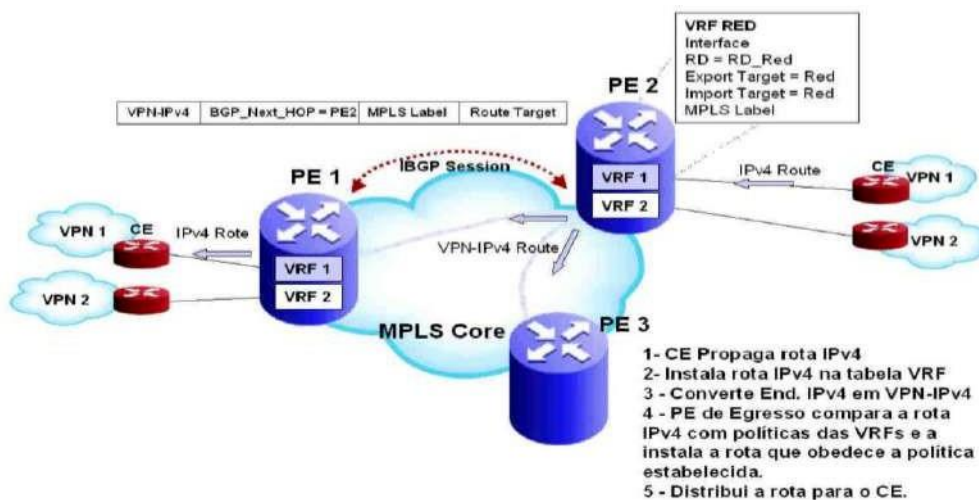 VRF RED
Interface
RD = RD_Red
Export Target = Red
Import Target = Red
MPLS Label
PE 2
VPN-IPv4 BGP_Next_HOP = PE2 MPLS Label Route Target
IBGP Session
PE 1
VRF 1
VRF 2
IPv4 Route
CE
VPN 1
VPN 2
VPN 1
CE
IPv4 Rote
VPN 2
VRF 1
VRF 2
VPN-IPv4 Route
MPLS Core
PE 3
1- CE Propaga rota IPv4
2- Instala rota IPv4 na tabela VRF
3 - Converte End. IPv4 em VPN-IPv4
4 - PE de Egresso compara a rota
IPv4 com políticas das VRFs e a
instala a rota que obedece a política
estabelecida.
5 - Distribui a rota para o CE.